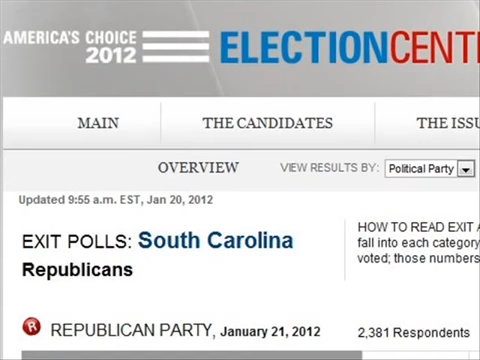 AMERICA'S CHOICE
2012
ELECTIONCENT
MAIN
THE CANDIDATES
THE ISSU
OVERVIEW
VIEW RESULTS BY:
Political Party
Updated 9:55 a.m. EST, Jan 20, 2012
EXIT POLLS: South Carolina
Republicans
HOW TO READ EXIT
fall into each category
voted; those numbers
R REPUBLICAN PARTY, January 21, 2012
2,381 Respondents